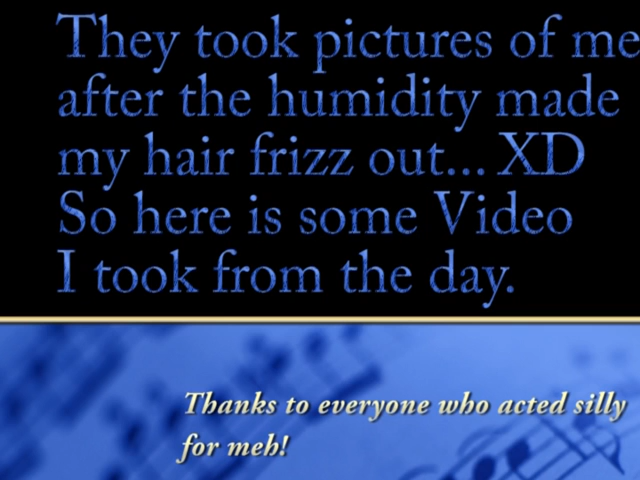 They took pictures of me
after the humidity made
my hair frizz out... XD
So here is some Video
I took from the day.
Thanks to everyone who acted silly
for meh!